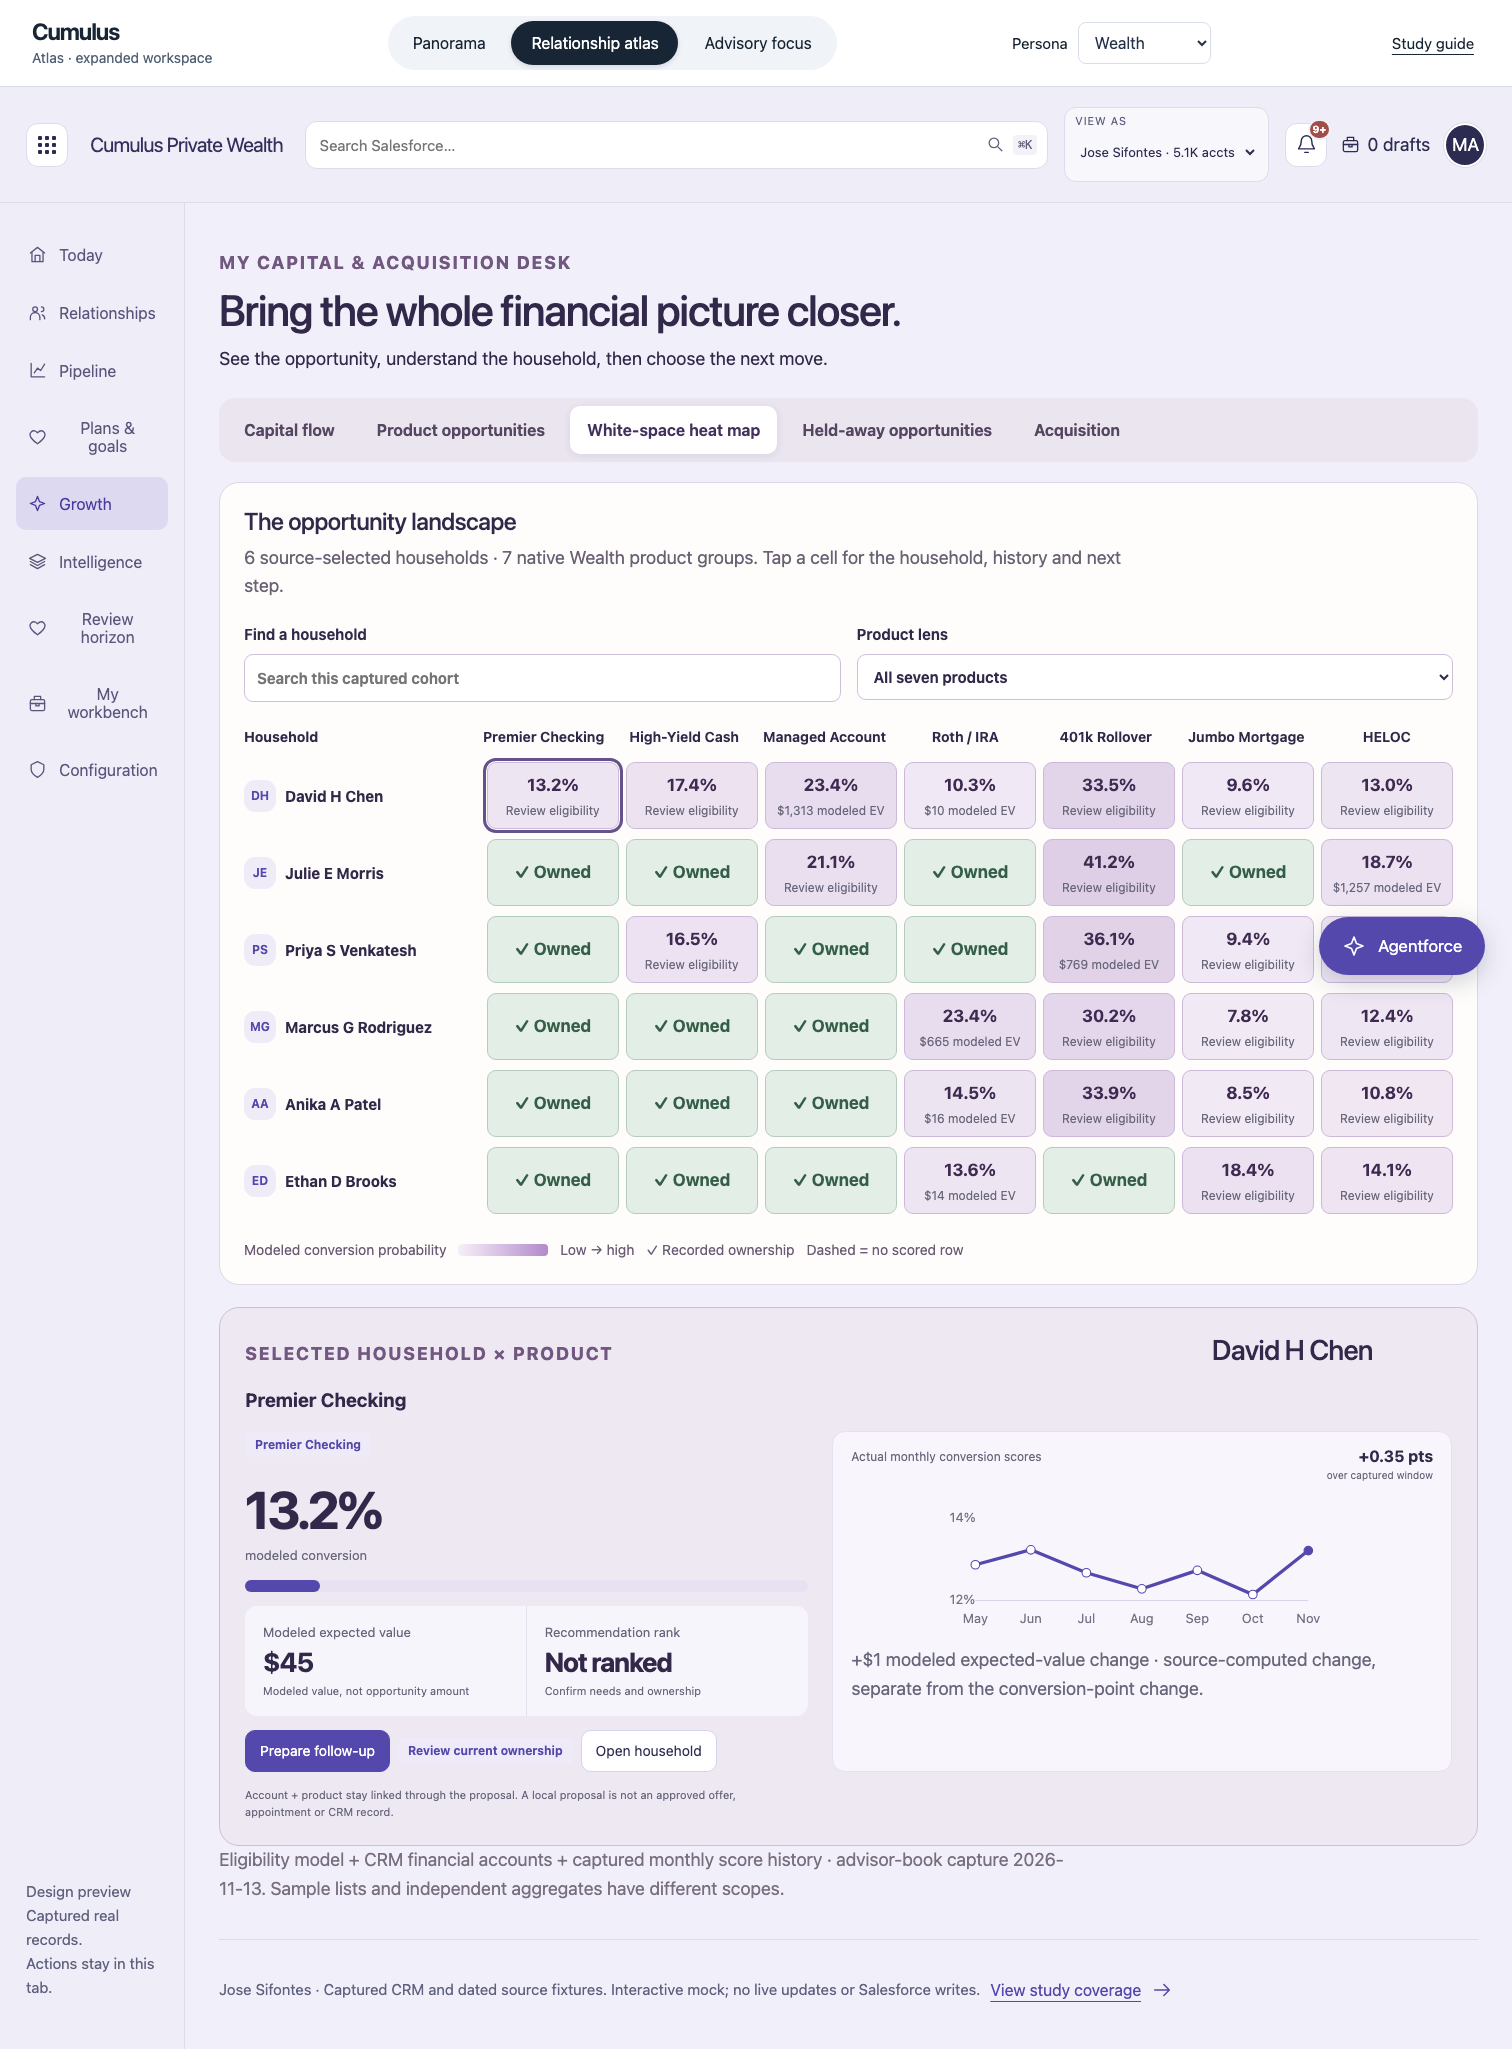 Cumulus
Atlas · expanded workspace
Panorama
Relationship atlas
Advisory focus
Persona
Wealth
Study guide
Cumulus Private Wealth
Search Salesforce...
⌘K
VIEW AS
Jose Sifontes · 5.1K accts
9+
0 drafts
MA
Today
Relationships
Pipeline
Plans &
goals
Growth
Intelligence
Review
horizon
My
workbench
Configuration
Design preview
Captured real
records.
Actions stay in this
tab.
MY CAPITAL & ACQUISITION DESK
Bring the whole financial picture closer.
See the opportunity, understand the household, then choose the next move.
Capital flow
Product opportunities
White-space heat map
Held-away opportunities
Acquisition
The opportunity landscape
6 source-selected households · 7 native Wealth product groups. Tap a cell for the household, history and next
step.
Find a household
Search this captured cohort
Product lens
All seven products
Household Premier Checking High-Yield Cash Managed Account Roth / IRA 401k Rollover Jumbo Mortgage HELOC
DH David H Chen 13.2% 17.4% 23.4% 10.3% 33.5% 9.6% 13.0%
Review eligibility Review eligibility $1,313 modeled EV $10 modeled EV Review eligibility Review eligibility Review eligibility
JE Julie E Morris ✓ Owned ✓ Owned 21.1% ✓ Owned 41.2% ✓ Owned 18.7%
Review eligibility Review eligibility $1,257 modeled EV
PS Priya S Venkatesh ✓ Owned 16.5% ✓ Owned ✓ Owned 36.1% 9.4%
Review eligibility $769 modeled EV Review eligibility
Agentforce
MG Marcus G Rodriguez ✓ Owned ✓ Owned ✓ Owned 23.4% 30.2% 7.8% 12.4%
$665 modeled EV Review eligibility Review eligibility Review eligibility
AA Anika A Patel ✓ Owned ✓ Owned ✓ Owned 14.5% 33.9% 8.5% 10.8%
$16 modeled EV Review eligibility Review eligibility Review eligibility
ED Ethan D Brooks ✓ Owned ✓ Owned ✓ Owned 13.6% ✓ Owned 18.4% 14.1%
$14 modeled EV Review eligibility Review eligibility
Modeled conversion probability Low → high ✓ Recorded ownership Dashed = no scored row
SELECTED HOUSEHOLD × PRODUCT
David H Chen
Premier Checking
Premier Checking
13.2%
modeled conversion
Modeled expected value
$45
Modeled value, not opportunity amount
Recommendation rank
Not ranked
Confirm needs and ownership
Prepare follow-up
Review current ownership
Open household
Account + product stay linked through the proposal. A local proposal is not an approved offer,
appointment or CRM record.
Actual monthly conversion scores
+0.35 pts
over captured window
14%
12%
May Jun Jul Aug Sep Oct Nov
+$1 modeled expected-value change · source-computed change,
separate from the conversion-point change.
Eligibility model + CRM financial accounts + captured monthly score history · advisor-book capture 2026-
11-13. Sample lists and independent aggregates have different scopes.
Jose Sifontes · Captured CRM and dated source fixtures. Interactive mock; no live updates or Salesforce writes. View study coverage →